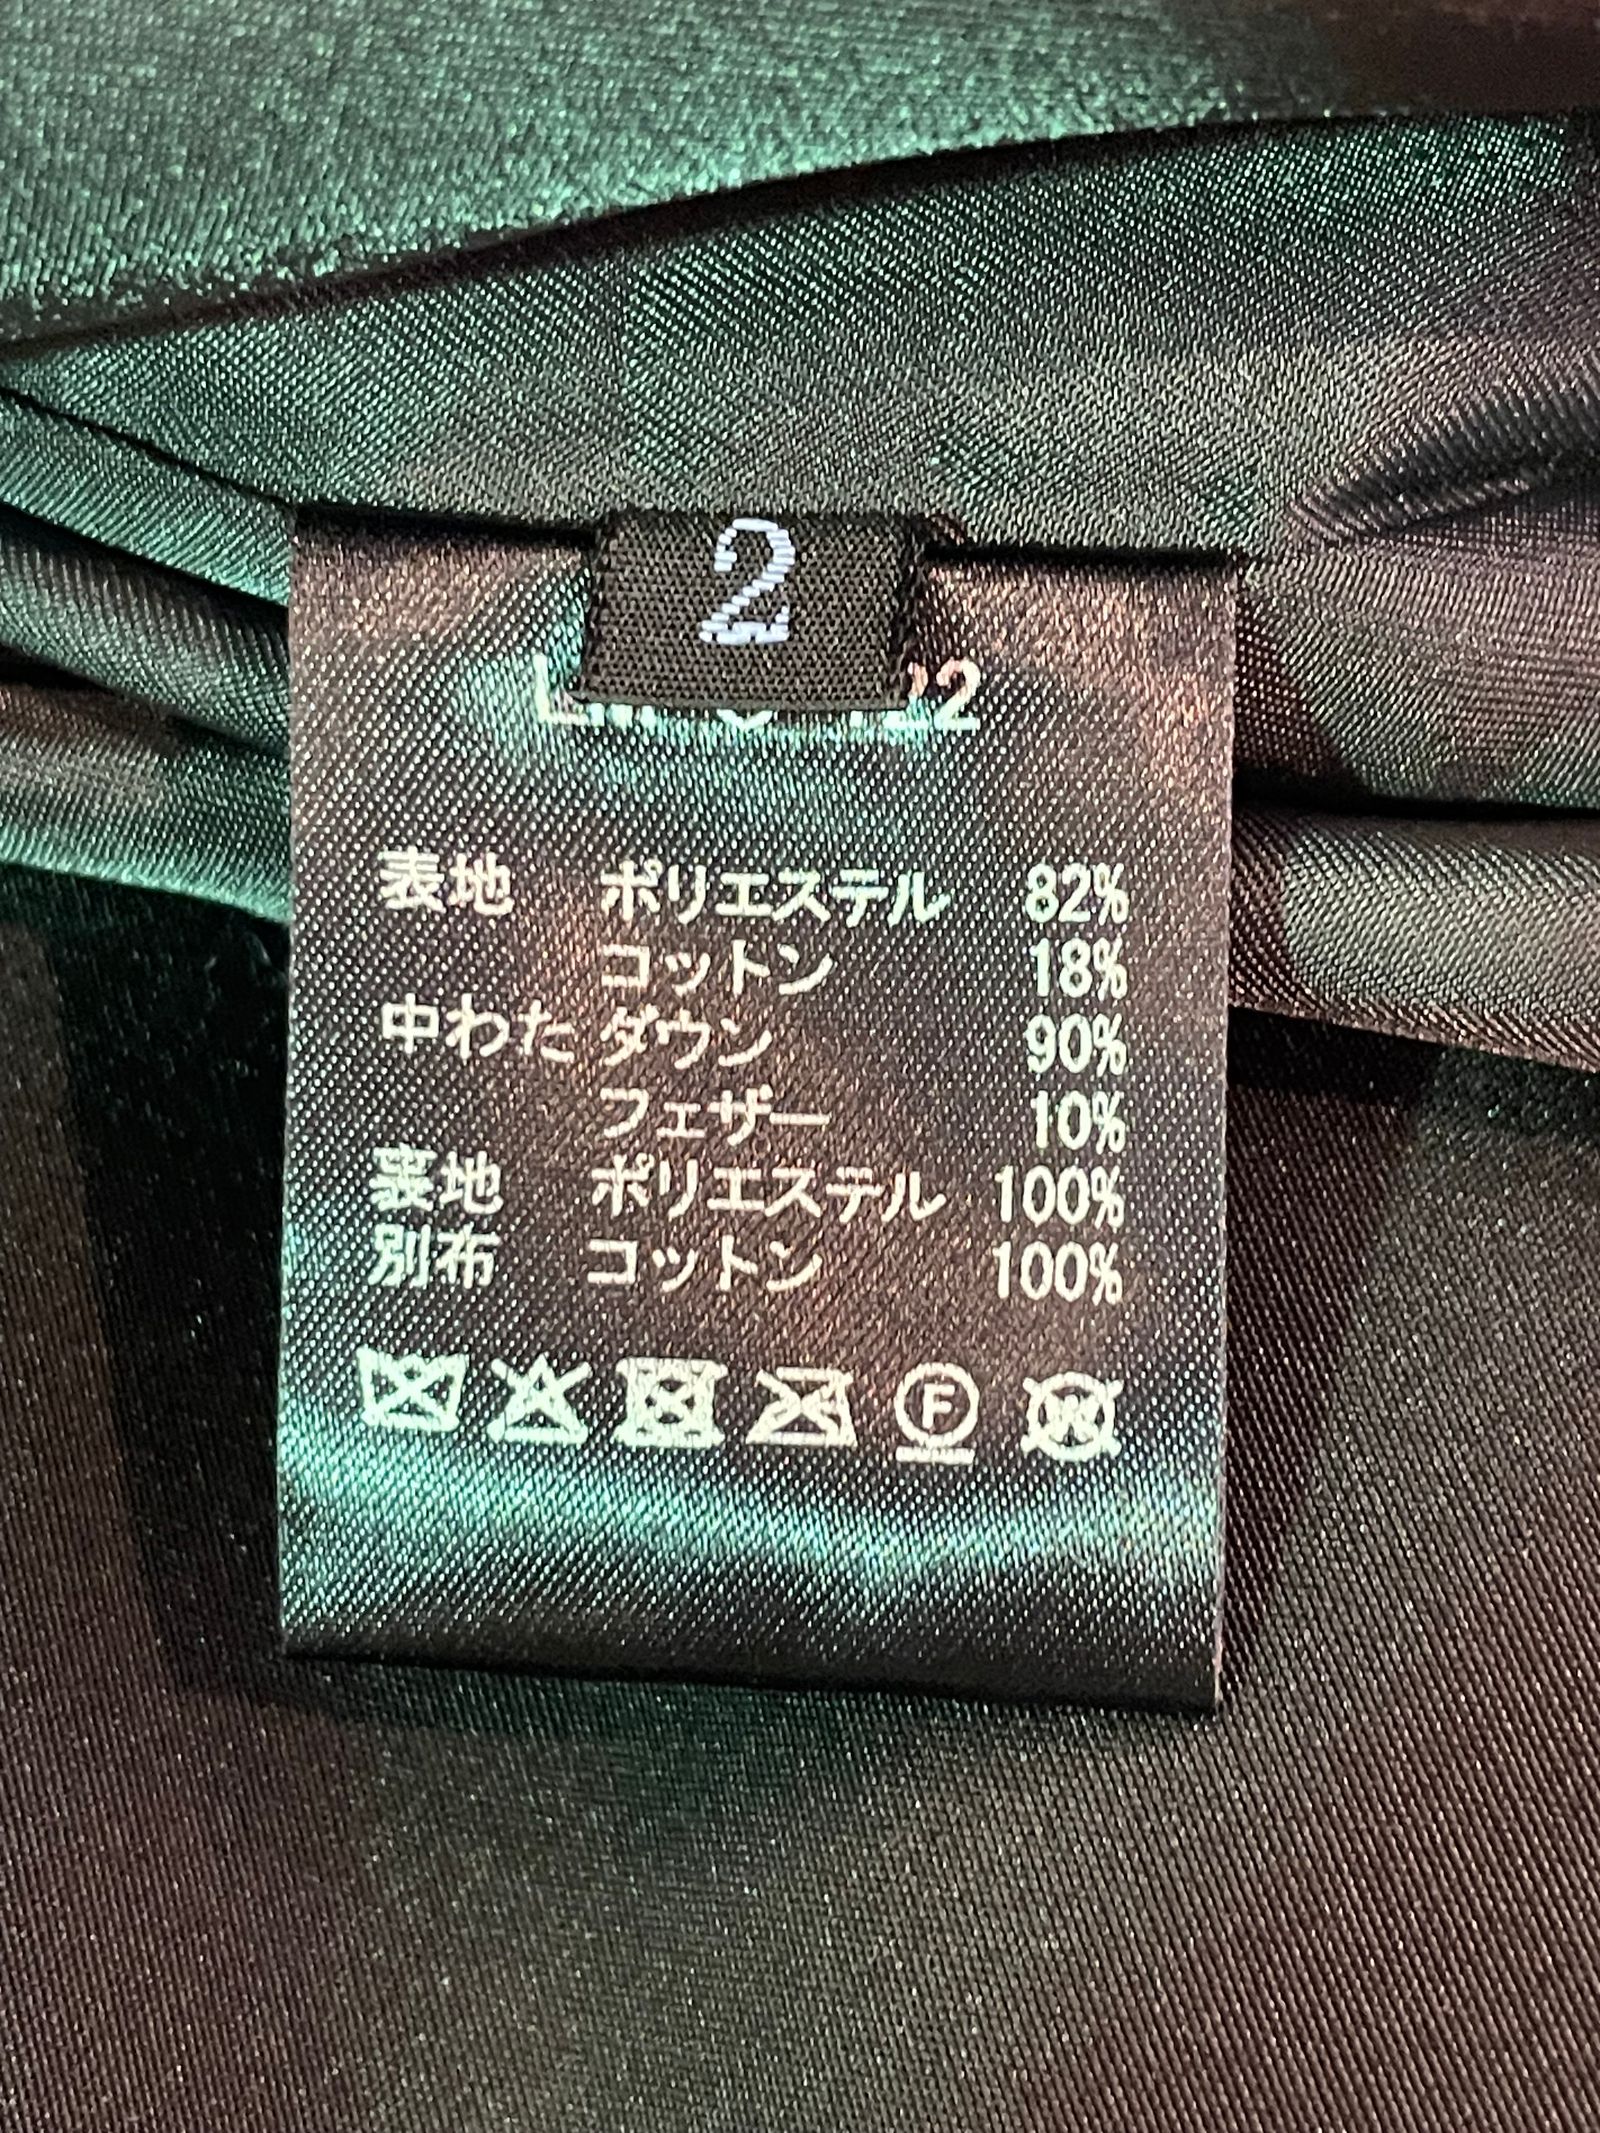 2
表地 ポリエステル 82%
コットン 18%
中わた ダウン 90%
フェザー 10%
裏地 ポリエステル 100%
別布 コットン 100%
F
W